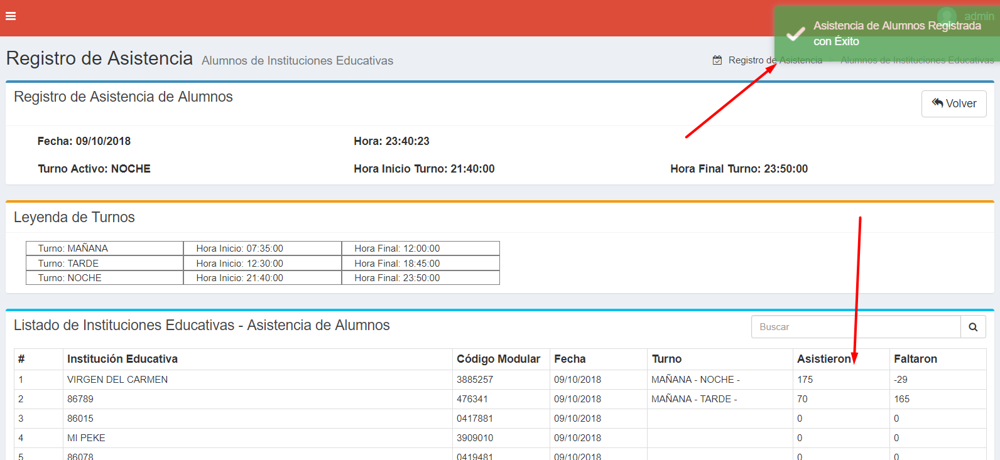 admin
Asistencia de Alumnos Registrada
con Éxito
Registro de Asistencia Alumnos de Instituciones Educativas
Registro de Asistencia > Alumnos de Instituciones Educativas
Registro de Asistencia de Alumnos
Volver
Fecha: 09/10/2018 Hora: 23:40:23
Turno Activo: NOCHE Hora Inicio Turno: 21:40:00 Hora Final Turno: 23:50:00
Leyenda de Turnos
Turno: MAÑANA Hora Inicio: 07:35:00 Hora Final: 12:00:00
Turno: TARDE Hora Inicio: 12:30:00 Hora Final: 18:45:00
Turno: NOCHE Hora Inicio: 21:40:00 Hora Final: 23:50:00
Listado de Instituciones Educativas - Asistencia de Alumnos
Buscar
# Institución Educativa Código Modular Fecha Turno Asistieron Faltaron
1 VIRGEN DEL CARMEN 3885257 09/10/2018 MAÑANA - NOCHE - 175 -29
2 86789 476341 09/10/2018 MAÑANA - TARDE - 70 165
3 86015 0417881 09/10/2018 0 0
4 MI PEKE 3909010 09/10/2018 0 0
5 86078 0419481 09/10/2018 0 0